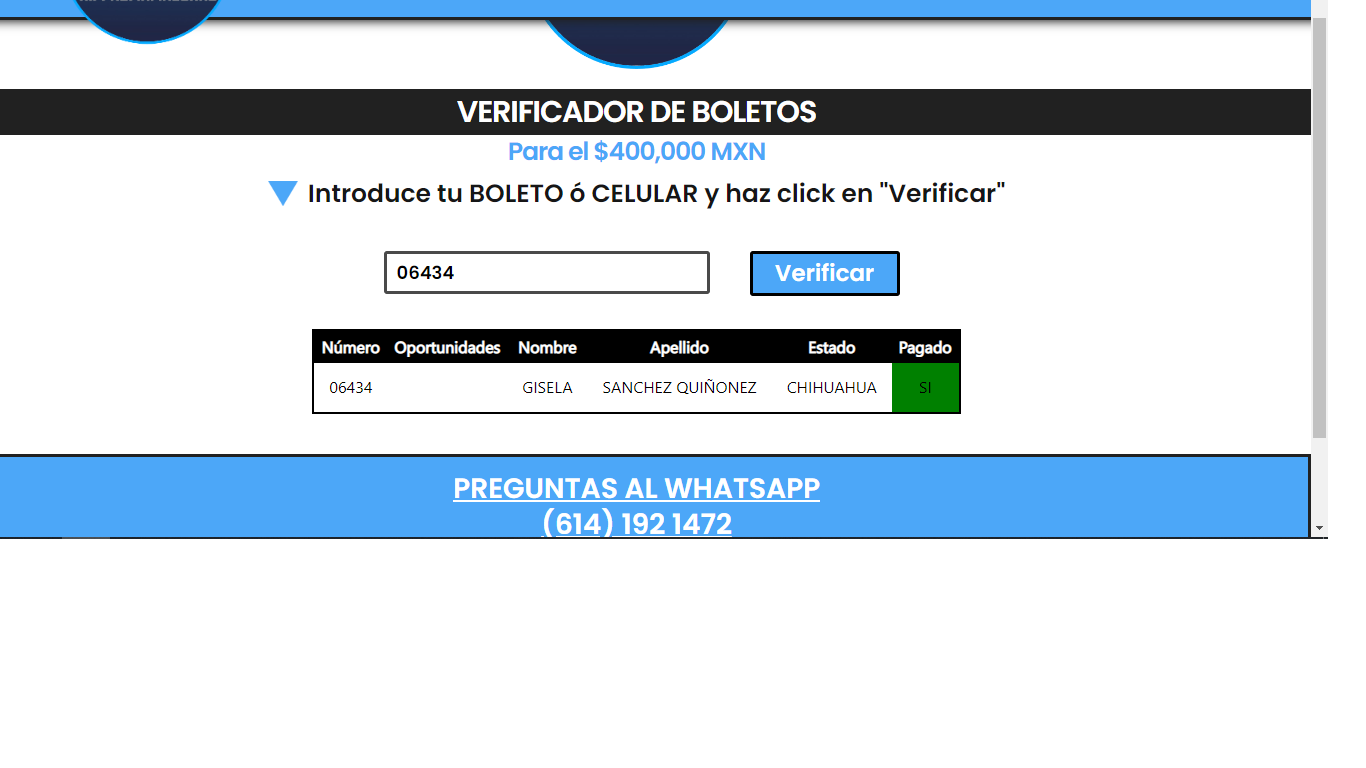 VERIFICADOR DE BOLETOS
Para el $400,000 MXN
Introduce tu BOLETO ó CELULAR y haz click en "Verificar"
06434 Verificar
Número Oportunidades Nombre Apellido Estado Pagado
06434 GISELA SANCHEZ QUIÑONEZ CHIHUAHUA SI
PREGUNTAS AL WHATSAPP
(614) 192 1472